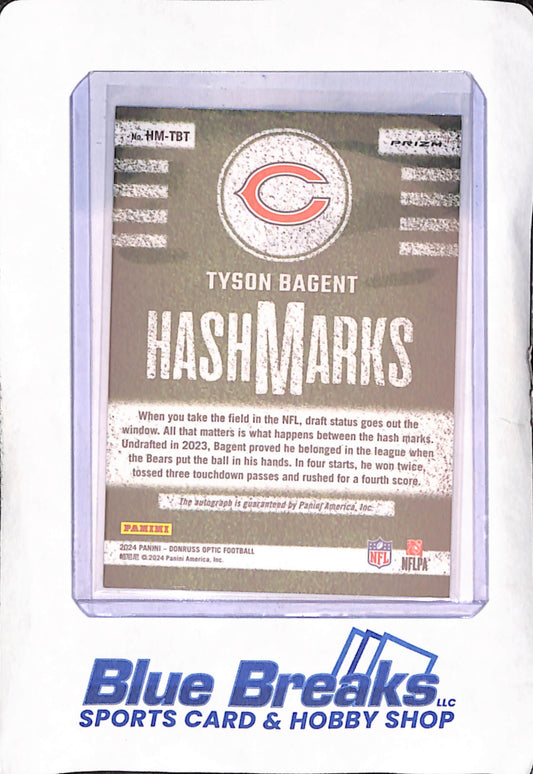 No. HM-TBT
PRIZM
TYSON BAGENT
HASHMARKS
When you take the field in the NFL, draft status goes out the
window. All that matters is what happens between the hash marks.
Undrafted in 2023, Bagent proved he belonged in the league when
the Bears put the ball in his hands. In four starts, he won twice,
tossed three touchdown passes and rushed for a fourth score.
The autograph is guaranteed by Panini America, Inc.
PANINI
2024 PANINI - DONRUSS OPTIC FOOTBALL
© 2024 Panini America, Inc.
NFL
NFLPA
Blue Breaks LLC
SPORTS CARD & HOBBY SHOP